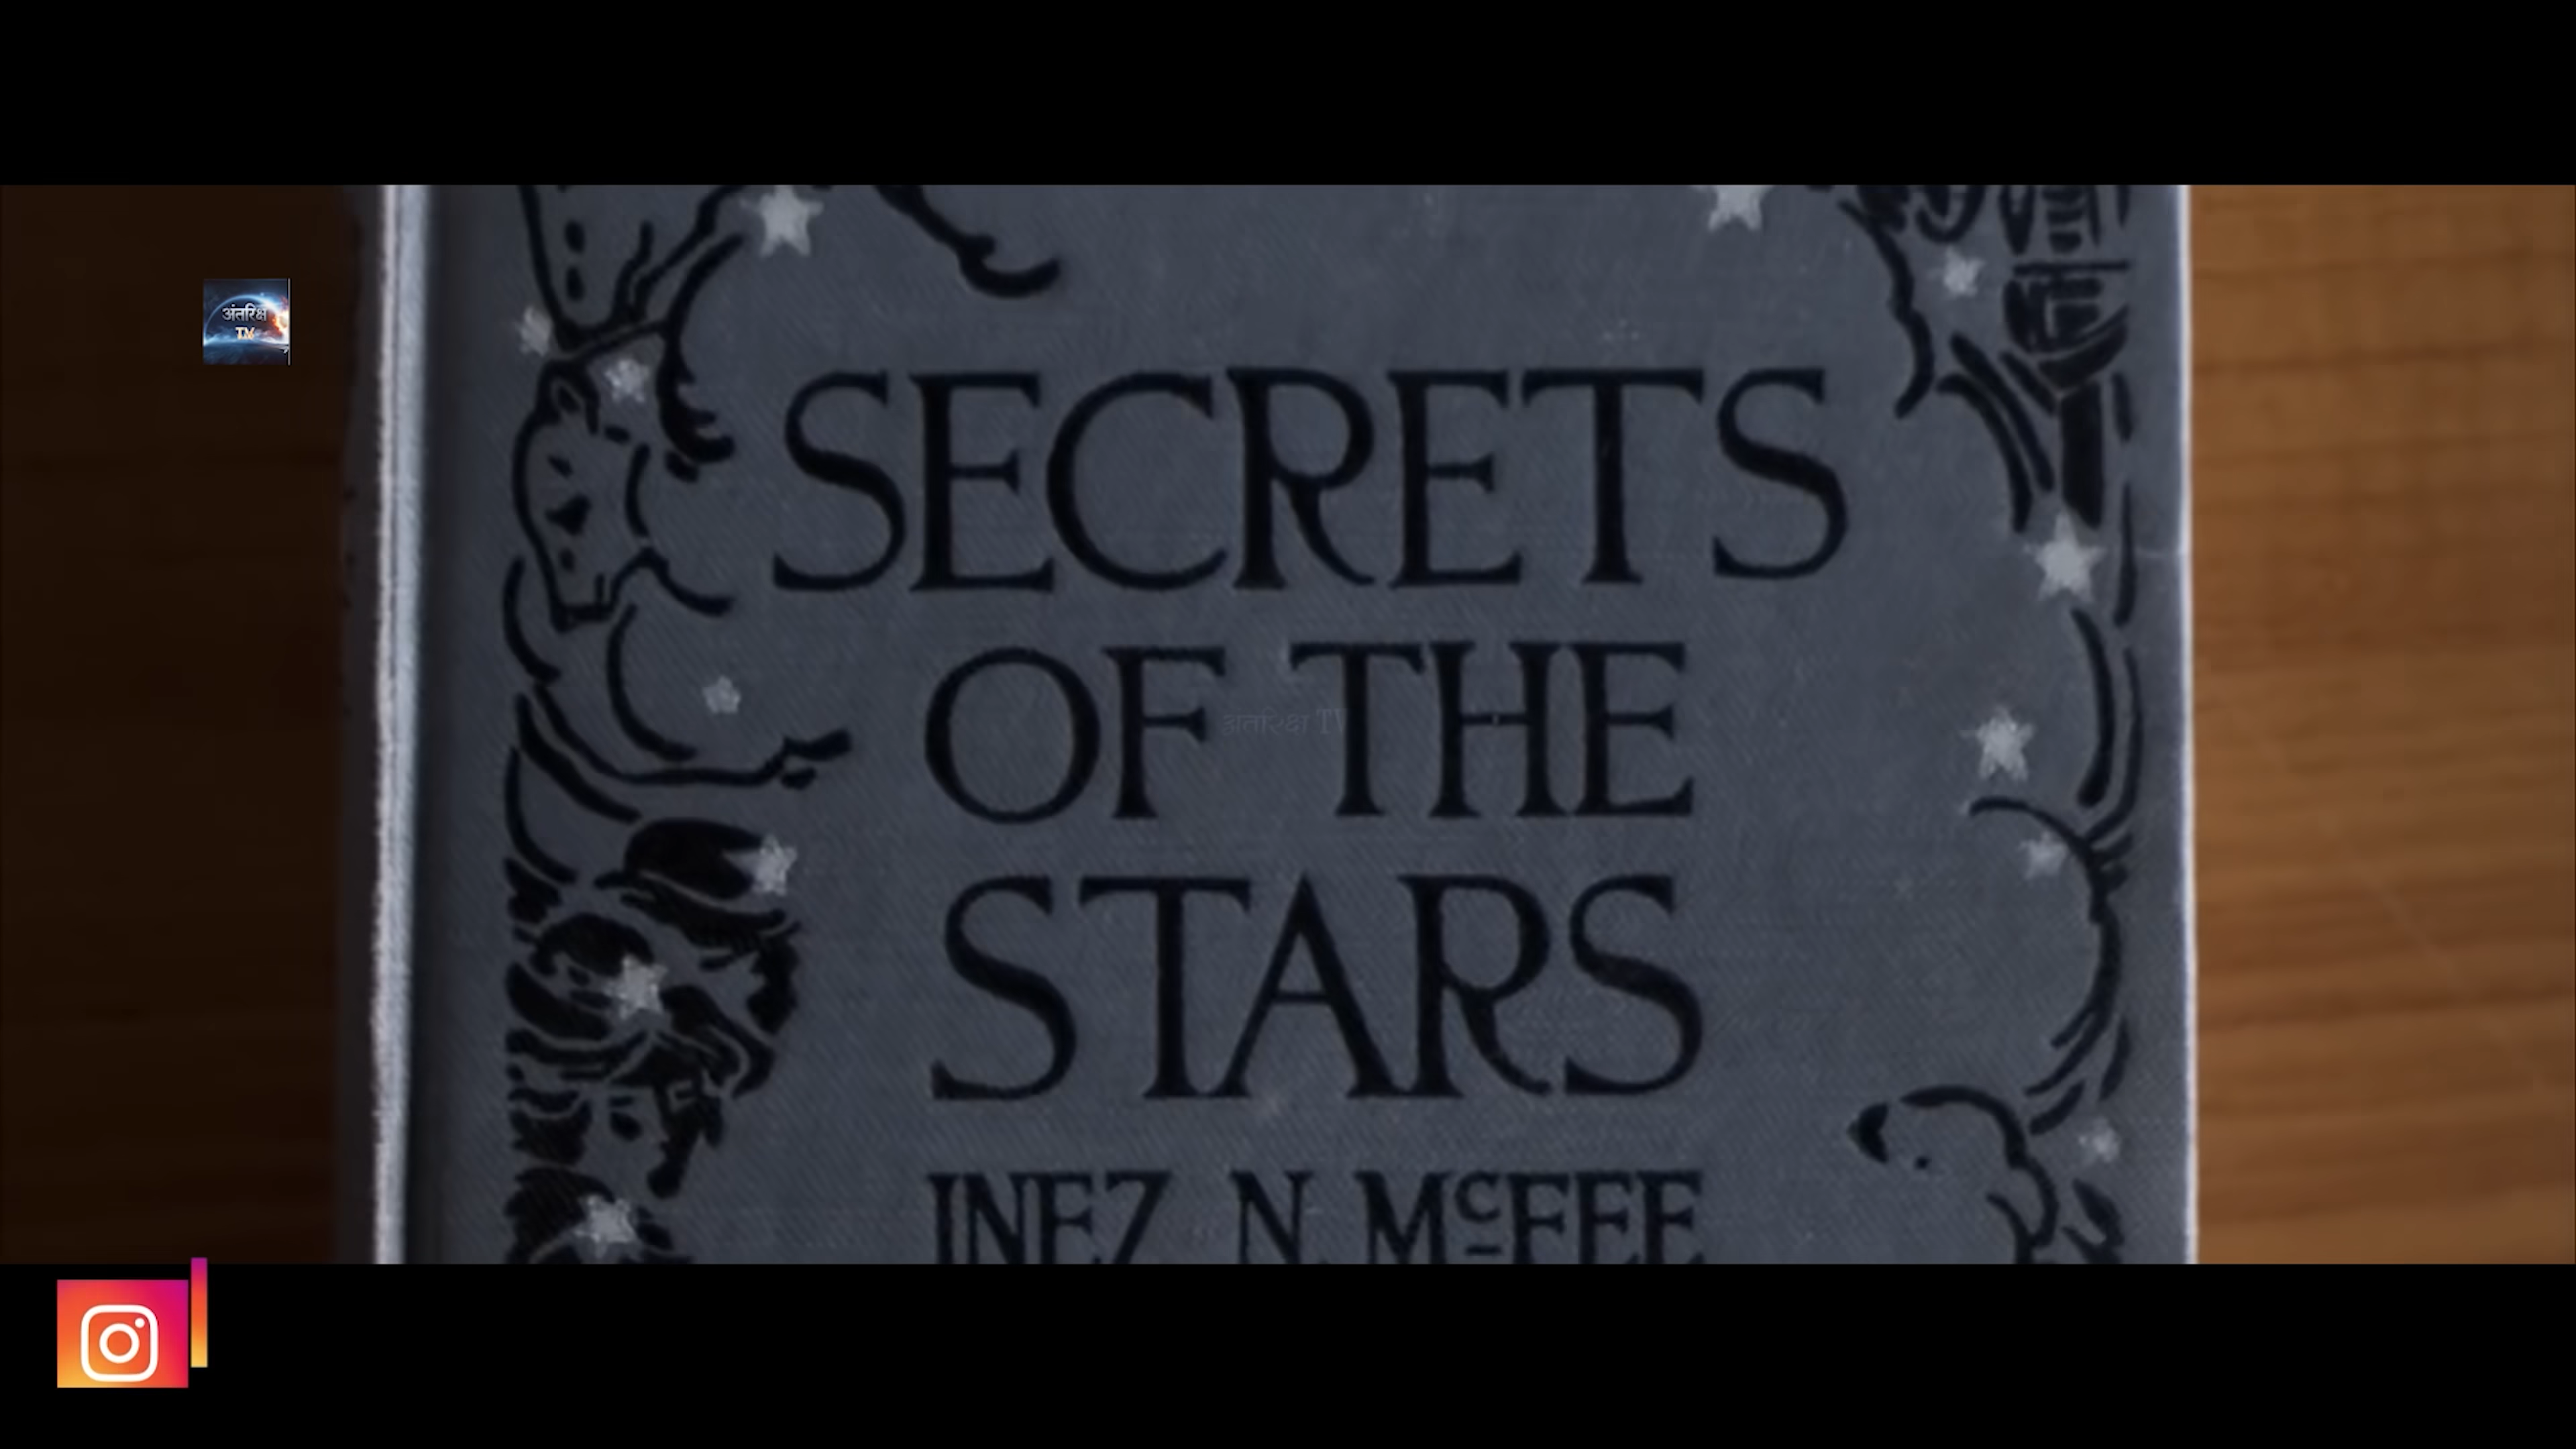 अंतरिक्ष
TV
SECRETS
OF THE
अंतरिक्ष TV
STARS
INEZ N. McFEE